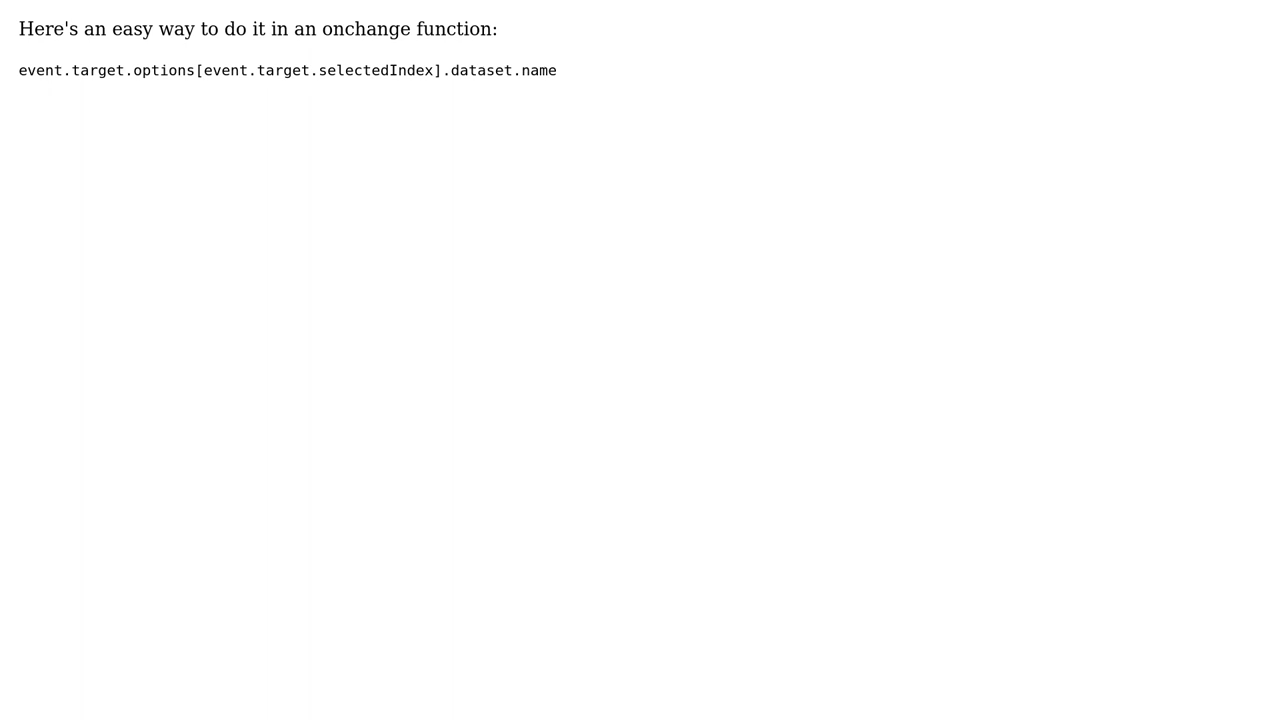 Here's an easy way to do it in an onchange function:
event.target.options[event.target.selectedIndex].dataset.name